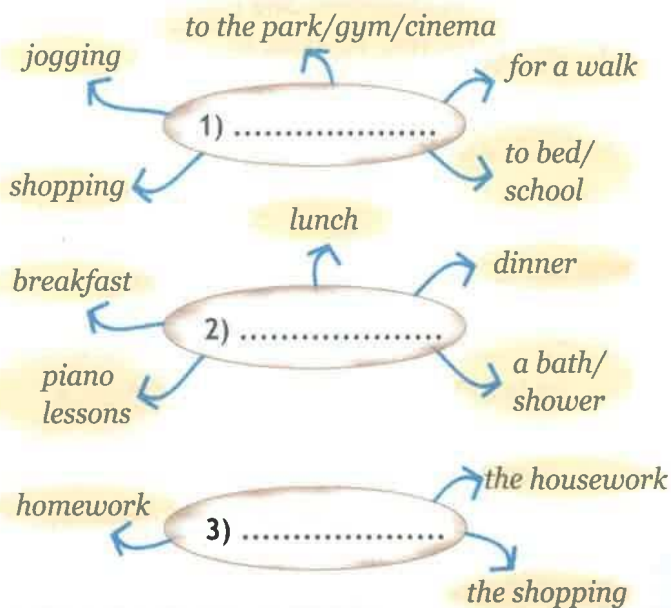 to the park/gym/cinema
jogging
for a walk
1) ....................
shopping
to bed/
school
lunch
breakfast
dinner
2) ....................
piano
lessons
a bath/
shower
homework
the housework
3) ....................
the shopping